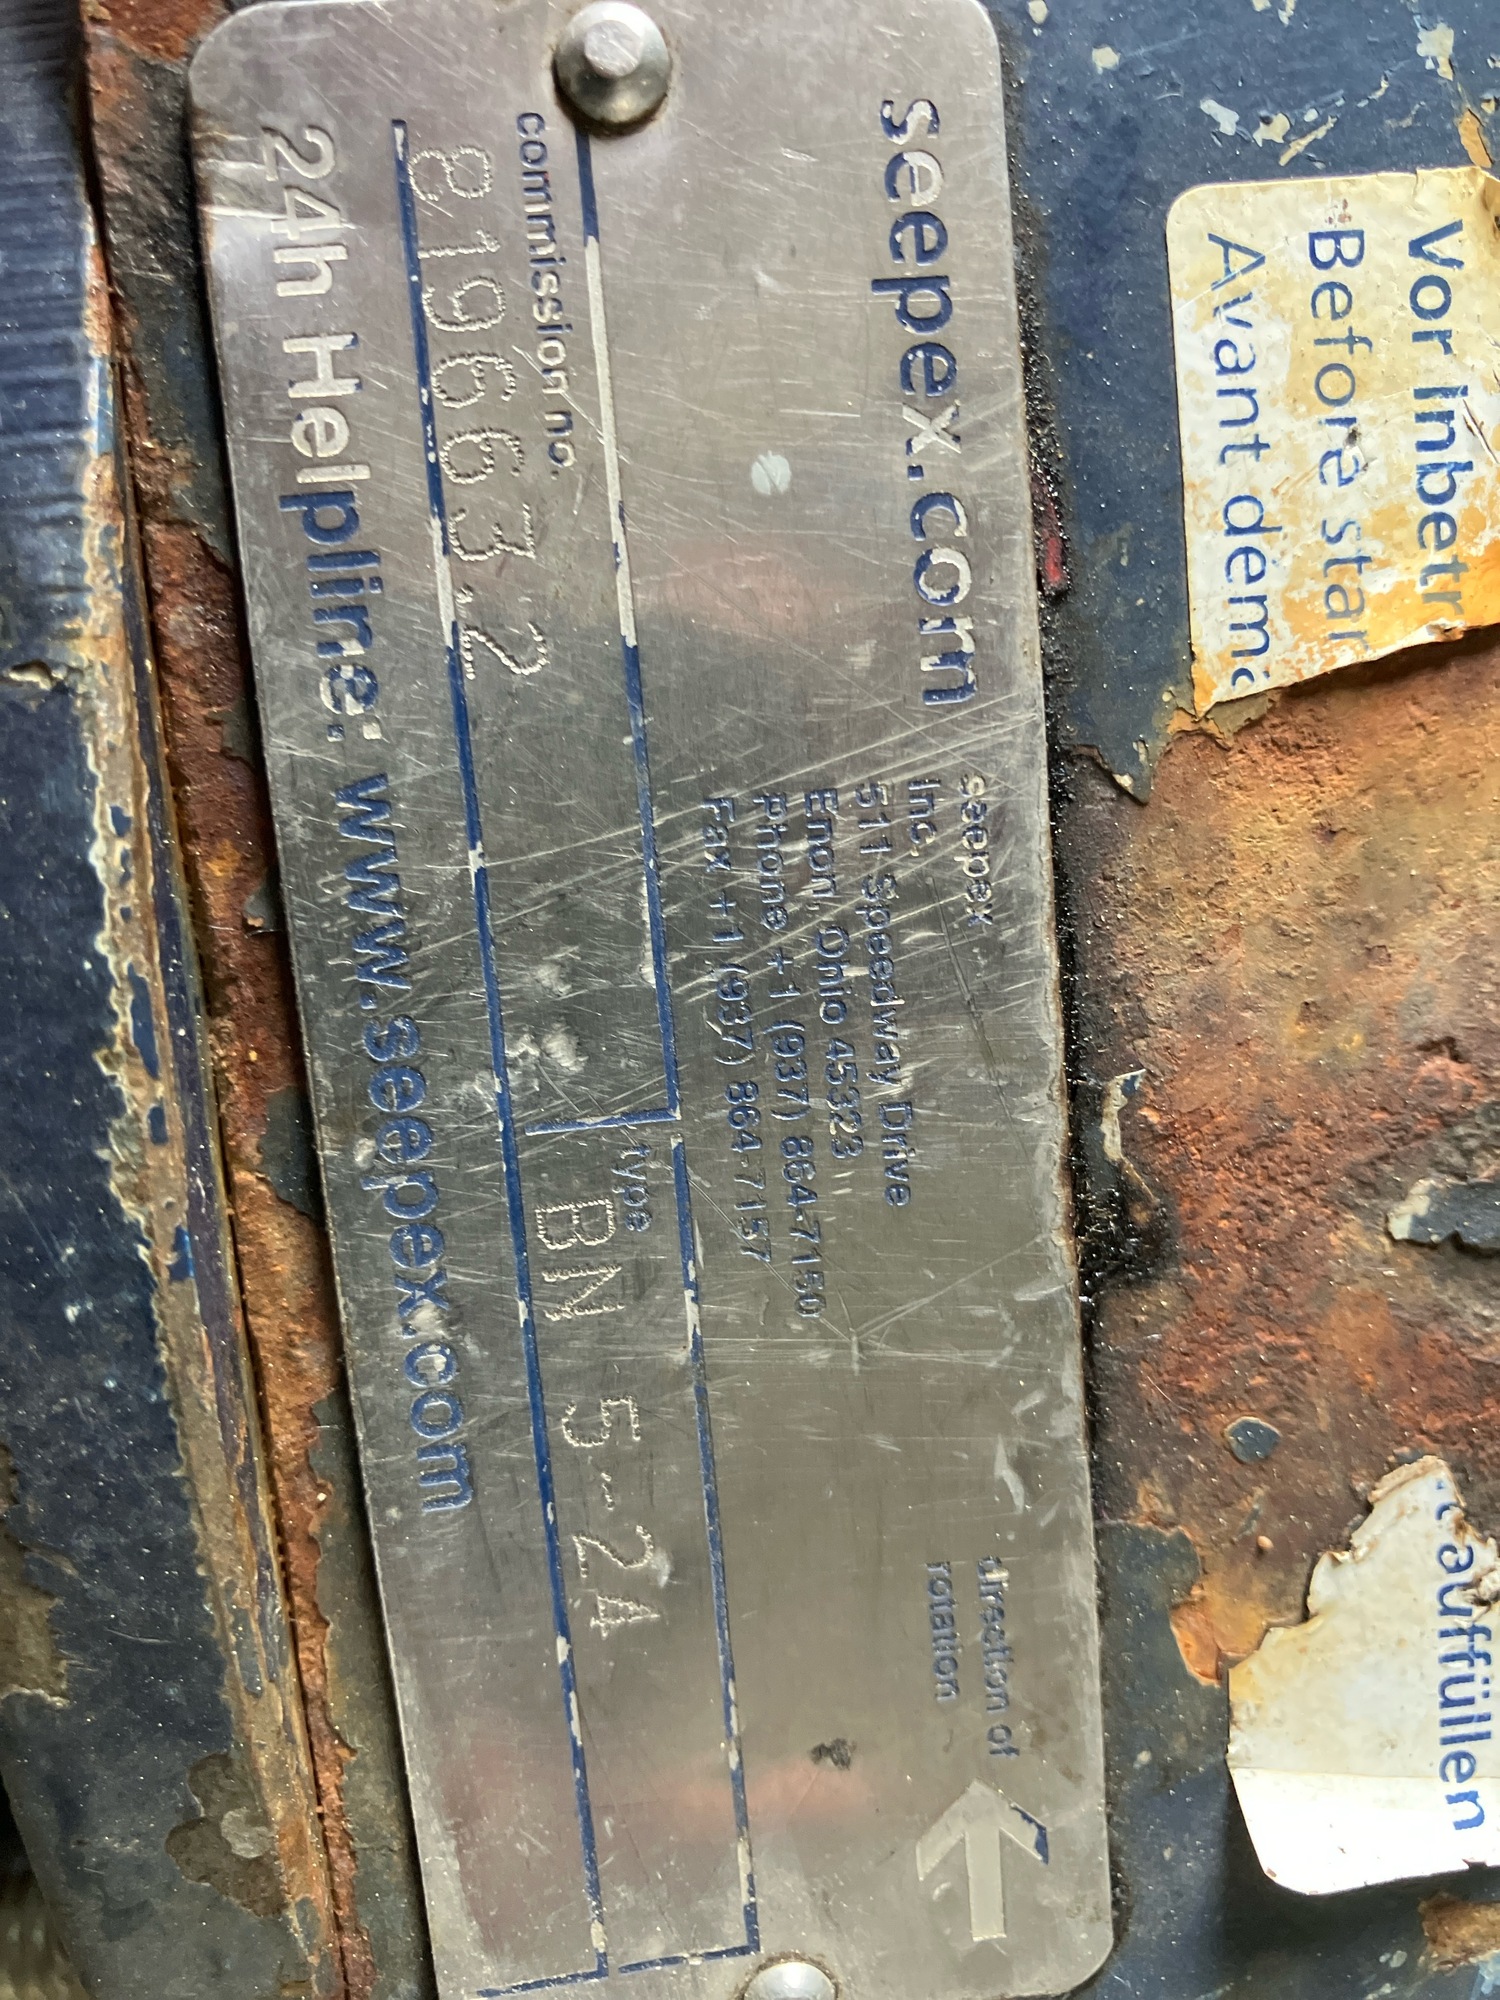 seepex.com
seepex
Inc.
511 Speedway Drive
Enon, Ohio 45323
Phone +1 (937) 864-7150
Fax +1 (937) 864-7157
direction of
rotation
commission no.
819663.2
type
BN 5-24
24h Helpline: www.seepex.com
Vor Inbetr
Before star
Avant dém
auffüllen